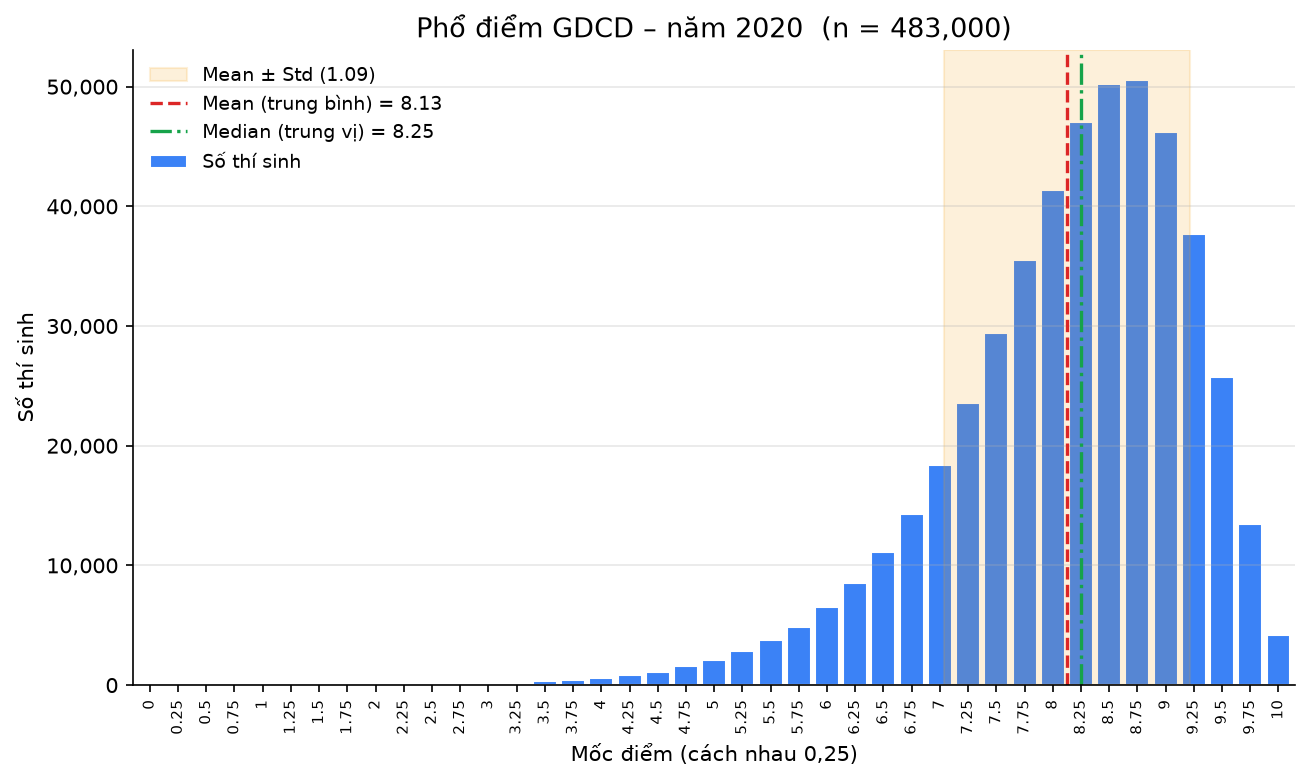 Phổ điểm GDCD – năm 2020 (n = 483,000)
Mean ± Std (1.09)
Mean (trung bình) = 8.13
Median (trung vị) = 8.25
Số thí sinh
50,000
40,000
30,000
20,000
10,000
0
Số thí sinh
0 0.25 0.5 0.75 1 1.25 1.5 1.75 2 2.25 2.5 2.75 3 3.25 3.5 3.75 4 4.25 4.5 4.75 5 5.25 5.5 5.75 6 6.25 6.5 6.75 7 7.25 7.5 7.75 8 8.25 8.5 8.75 9 9.25 9.5 9.75 10
Mốc điểm (cách nhau 0,25)